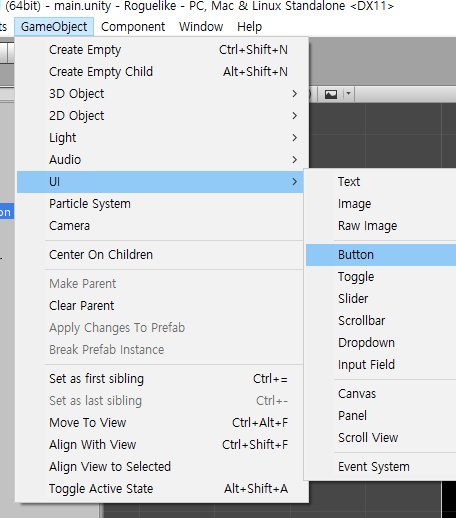 (64bit) - main.unity - Roguelike - PC, Mac & Linux Standalone <DX11>
ts GameObject Component Window Help
Create Empty Ctrl+Shift+N
Create Empty Child Alt+Shift+N
3D Object
2D Object
Light
Audio
UI
Particle System
Camera
Center On Children
Make Parent
Clear Parent
Apply Changes To Prefab
Break Prefab Instance
Set as first sibling Ctrl+=
Set as last sibling Ctrl+-
Move To View Ctrl+Alt+F
Align With View Ctrl+Shift+F
Align View to Selected
Toggle Active State Alt+Shift+A
Text
Image
Raw Image
Button
Toggle
Slider
Scrollbar
Dropdown
Input Field
Canvas
Panel
Scroll View
Event System
on